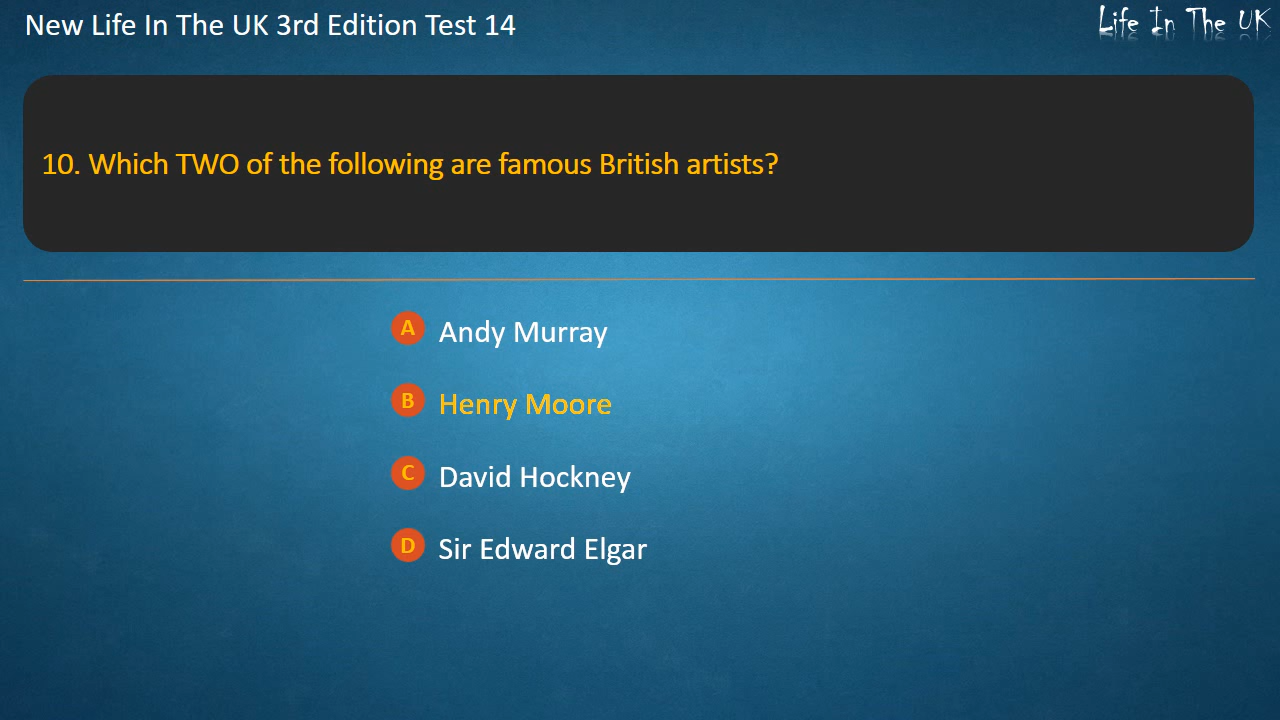 New Life In The UK 3rd Edition Test 14
Life In The UK
10. Which TWO of the following are famous British artists?
A Andy Murray
B Henry Moore
C David Hockney
D Sir Edward Elgar